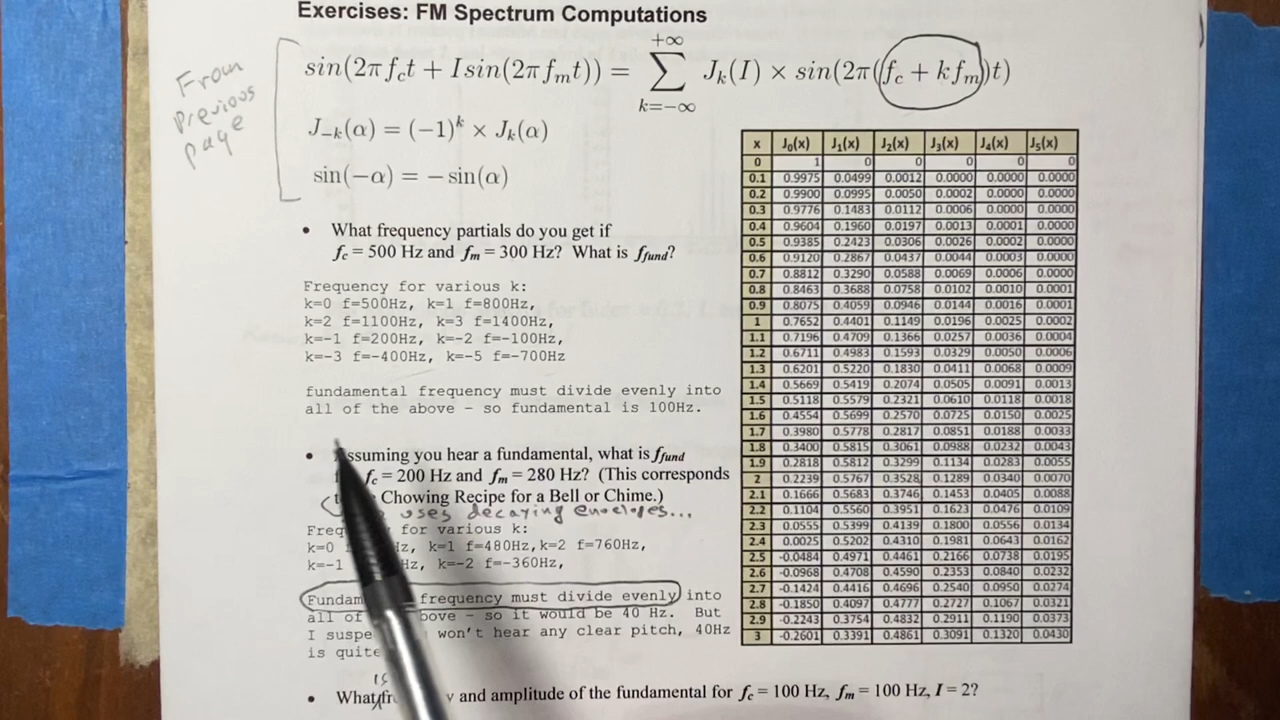 Exercises: FM Spectrum Computations
From
previous
page
sin(2πf_ct + I sin(2πf_mt)) = ∑_{k=−∞}^{+∞} J_k(I) × sin(2π(f_c + kf_m)t)
J_{−k}(α) = (−1)^k × J_k(α)
sin(−α) = − sin(α)
• What frequency partials do you get if
f_c = 500 Hz and f_m = 300 Hz? What is f_fund?
Frequency for various k:
k=0 f=500Hz, k=1 f=800Hz,
k=2 f=1100Hz, k=3 f=1400Hz,
k=-1 f=200Hz, k=-2 f=-100Hz,
k=-3 f=-400Hz, k=-5 f=-700Hz
fundamental frequency must divide evenly into
all of the above - so fundamental is 100Hz.
• Assuming you hear a fundamental, what is f_fund
f_c = 200 Hz and f_m = 280 Hz? (This corresponds
Chowing Recipe for a Bell or Chime.)
uses decaying envelopes...
for various k:
k=0 k=1 f=480Hz, k=2 f=760Hz,
k=-1 k=-2 f=-360Hz,
frequency must divide evenly into
all of - so it would be 40 Hz. But
I won't hear any clear pitch, 40Hz
is
is
• What and amplitude of the fundamental for f_c = 100 Hz, f_m = 100 Hz, I = 2?
x J0(x) J1(x) J2(x) J3(x) J4(x) J5(x)
0 1 0 0 0 0 0
0.1 0.9975 0.0499 0.0012 0.0000 0.0000 0.0000
0.2 0.9900 0.0995 0.0050 0.0002 0.0000 0.0000
0.3 0.9776 0.1483 0.0112 0.0006 0.0000 0.0000
0.4 0.9604 0.1960 0.0197 0.0013 0.0001 0.0000
0.5 0.9385 0.2423 0.0306 0.0026 0.0002 0.0000
0.6 0.9120 0.2867 0.0437 0.0044 0.0003 0.0000
0.7 0.8812 0.3290 0.0588 0.0069 0.0006 0.0000
0.8 0.8463 0.3688 0.0758 0.0102 0.0010 0.0001
0.9 0.8075 0.4059 0.0946 0.0144 0.0016 0.0001
1 0.7652 0.4401 0.1149 0.0196 0.0025 0.0002
1.1 0.7196 0.4709 0.1366 0.0257 0.0036 0.0004
1.2 0.6711 0.4983 0.1593 0.0329 0.0050 0.0006
1.3 0.6201 0.5220 0.1830 0.0411 0.0068 0.0009
1.4 0.5669 0.5419 0.2074 0.0505 0.0091 0.0013
1.5 0.5118 0.5579 0.2321 0.0610 0.0118 0.0018
1.6 0.4554 0.5699 0.2570 0.0725 0.0150 0.0025
1.7 0.3980 0.5778 0.2817 0.0851 0.0188 0.0033
1.8 0.3400 0.5815 0.3061 0.0988 0.0232 0.0043
1.9 0.2818 0.5812 0.3299 0.1134 0.0283 0.0055
2 0.2239 0.5767 0.3528 0.1289 0.0340 0.0070
2.1 0.1666 0.5683 0.3746 0.1453 0.0405 0.0088
2.2 0.1104 0.5560 0.3951 0.1623 0.0476 0.0109
2.3 0.0555 0.5399 0.4139 0.1800 0.0556 0.0134
2.4 0.0025 0.5202 0.4310 0.1981 0.0643 0.0162
2.5 -0.0484 0.4971 0.4461 0.2166 0.0738 0.0195
2.6 -0.0968 0.4708 0.4590 0.2353 0.0840 0.0232
2.7 -0.1424 0.4416 0.4696 0.2540 0.0950 0.0274
2.8 -0.1850 0.4097 0.4777 0.2727 0.1067 0.0321
2.9 -0.2243 0.3754 0.4832 0.2911 0.1190 0.0373
3 -0.2601 0.3391 0.4861 0.3091 0.1320 0.0430